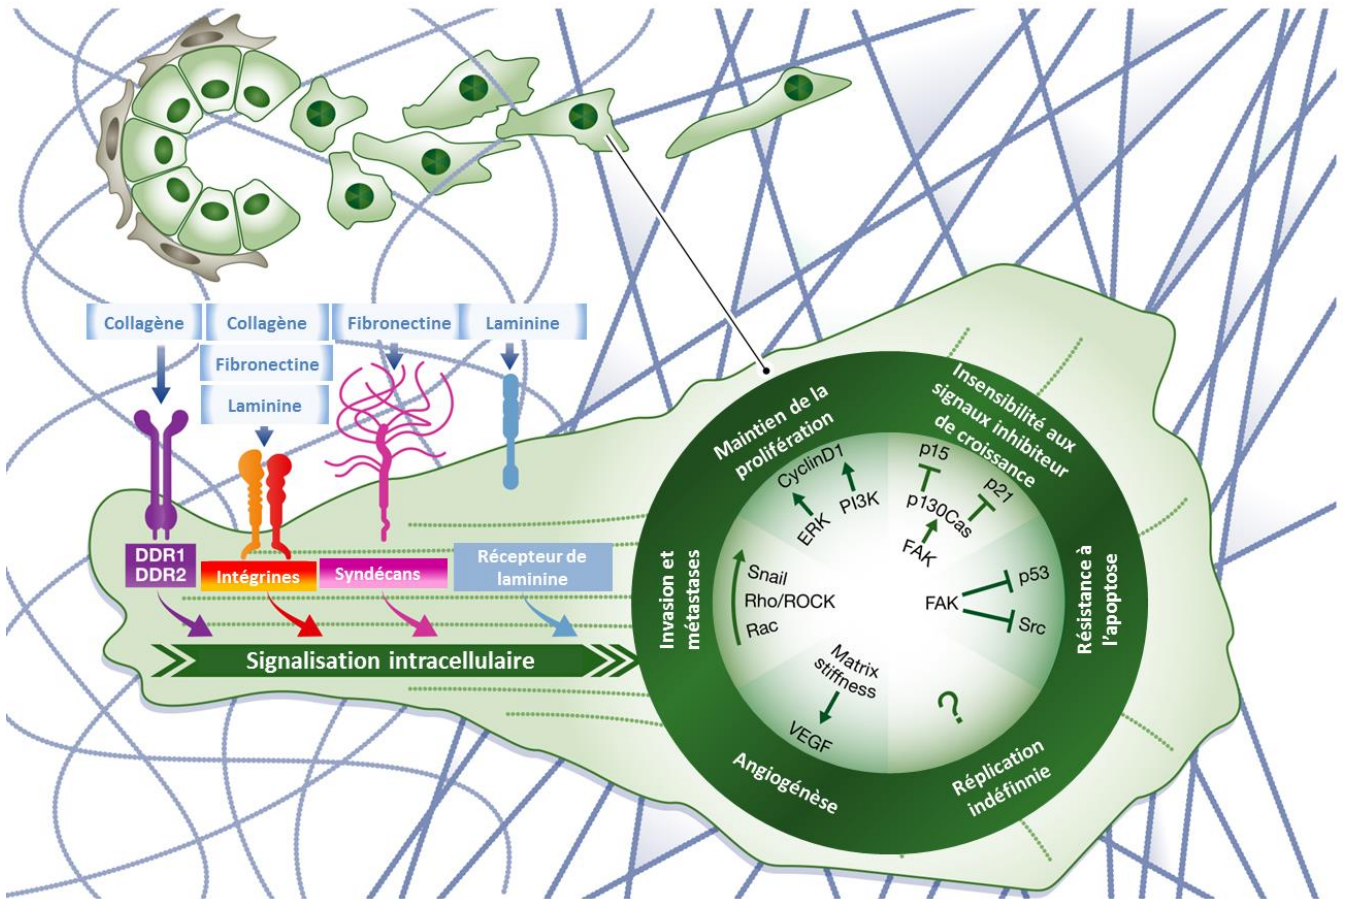 Collagène
Collagène
Fibronectine
Laminine
Fibronectine
Laminine
DDR1
DDR2
Intégrines
Syndécans
Récepteur de
laminine
Signalisation intracellulaire
Maintien de la
prolifération
Insensibilité aux
signaux inhibiteur
de croissance
Résistance à
l'apoptose
Réplication
indéfinnie
Angiogénèse
Invasion et
métastases
CyclinD1
ERK
PI3K
p15
p21
p130Cas
FAK
FAK
p53
Src
?
Matrix
stiffness
VEGF
Snail
Rho/ROCK
Rac